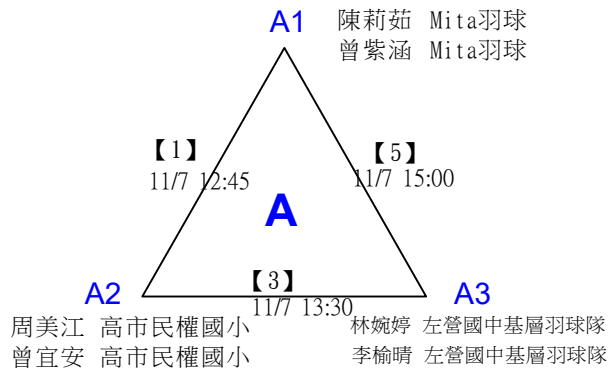 A1
陳莉茹 Mita羽球
曾紫涵 Mita羽球
【1】
11/7 12:45
【5】
11/7 15:00
A
【3】
11/7 13:30
A2
周美江 高市民權國小
曾宜安 高市民權國小
A3
林婉婷 左營國中基層羽球隊
李榆晴 左營國中基層羽球隊